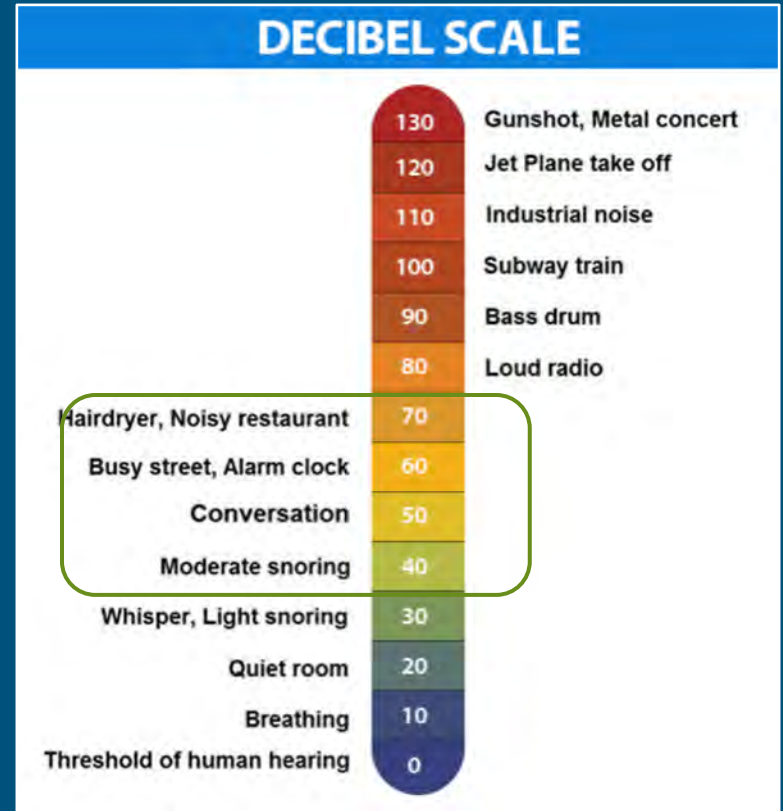 DECIBEL SCALE
130 Gunshot, Metal concert
120 Jet Plane take off
110 Industrial noise
100 Subway train
90 Bass drum
80 Loud radio
Hairdryer, Noisy restaurant 70
Busy street, Alarm clock 60
Conversation 50
Moderate snoring 40
Whisper, Light snoring 30
Quiet room 20
Breathing 10
Threshold of human hearing 0